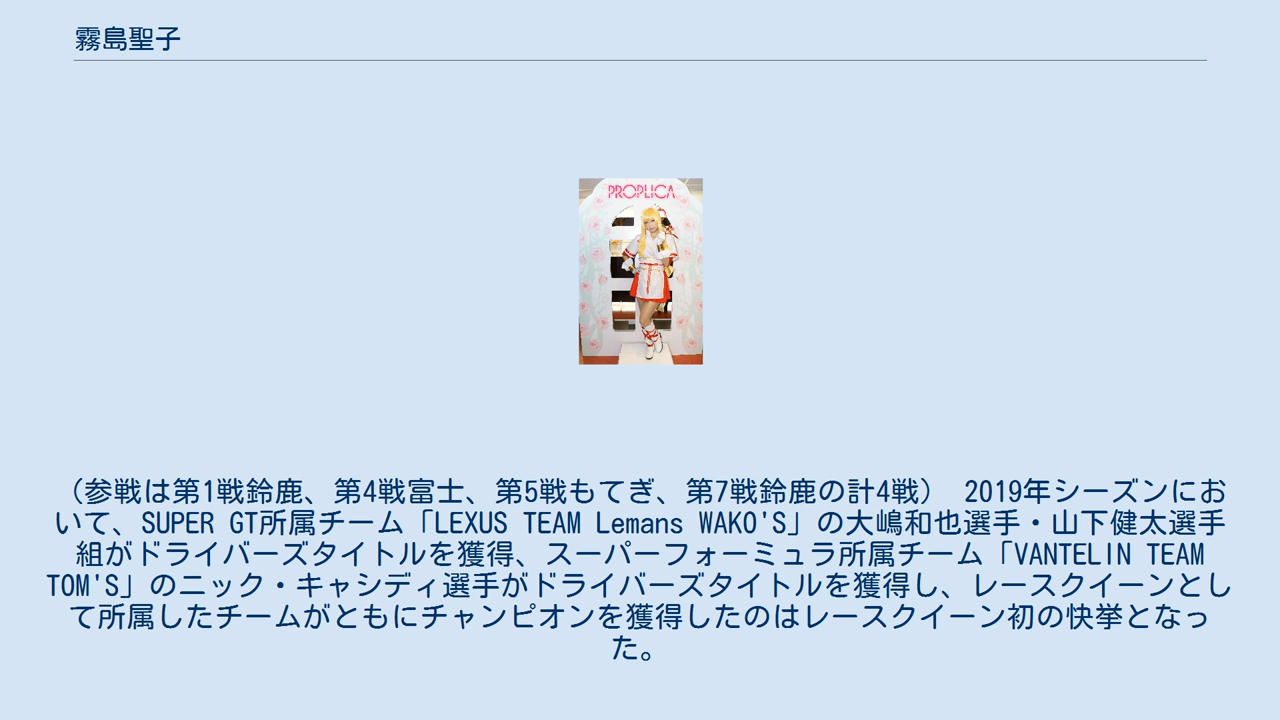 霧島聖子
PROPLICA
（参戦は第1戦鈴鹿、第4戦富士、第5戦もてぎ、第7戦鈴鹿の計4戦） 2019年シーズンにお
いて、SUPER GT所属チーム「LEXUS TEAM Lemans WAKO'S」の大嶋和也選手・山下健太選手
組がドライバーズタイトルを獲得、スーパーフォーミュラ所属チーム「VANTELIN TEAM
TOM'S」のニック・キャシディ選手がドライバーズタイトルを獲得し、レースクイーンとし
て所属したチームがともにチャンピオンを獲得したのはレースクイーン初の快挙となっ
た。